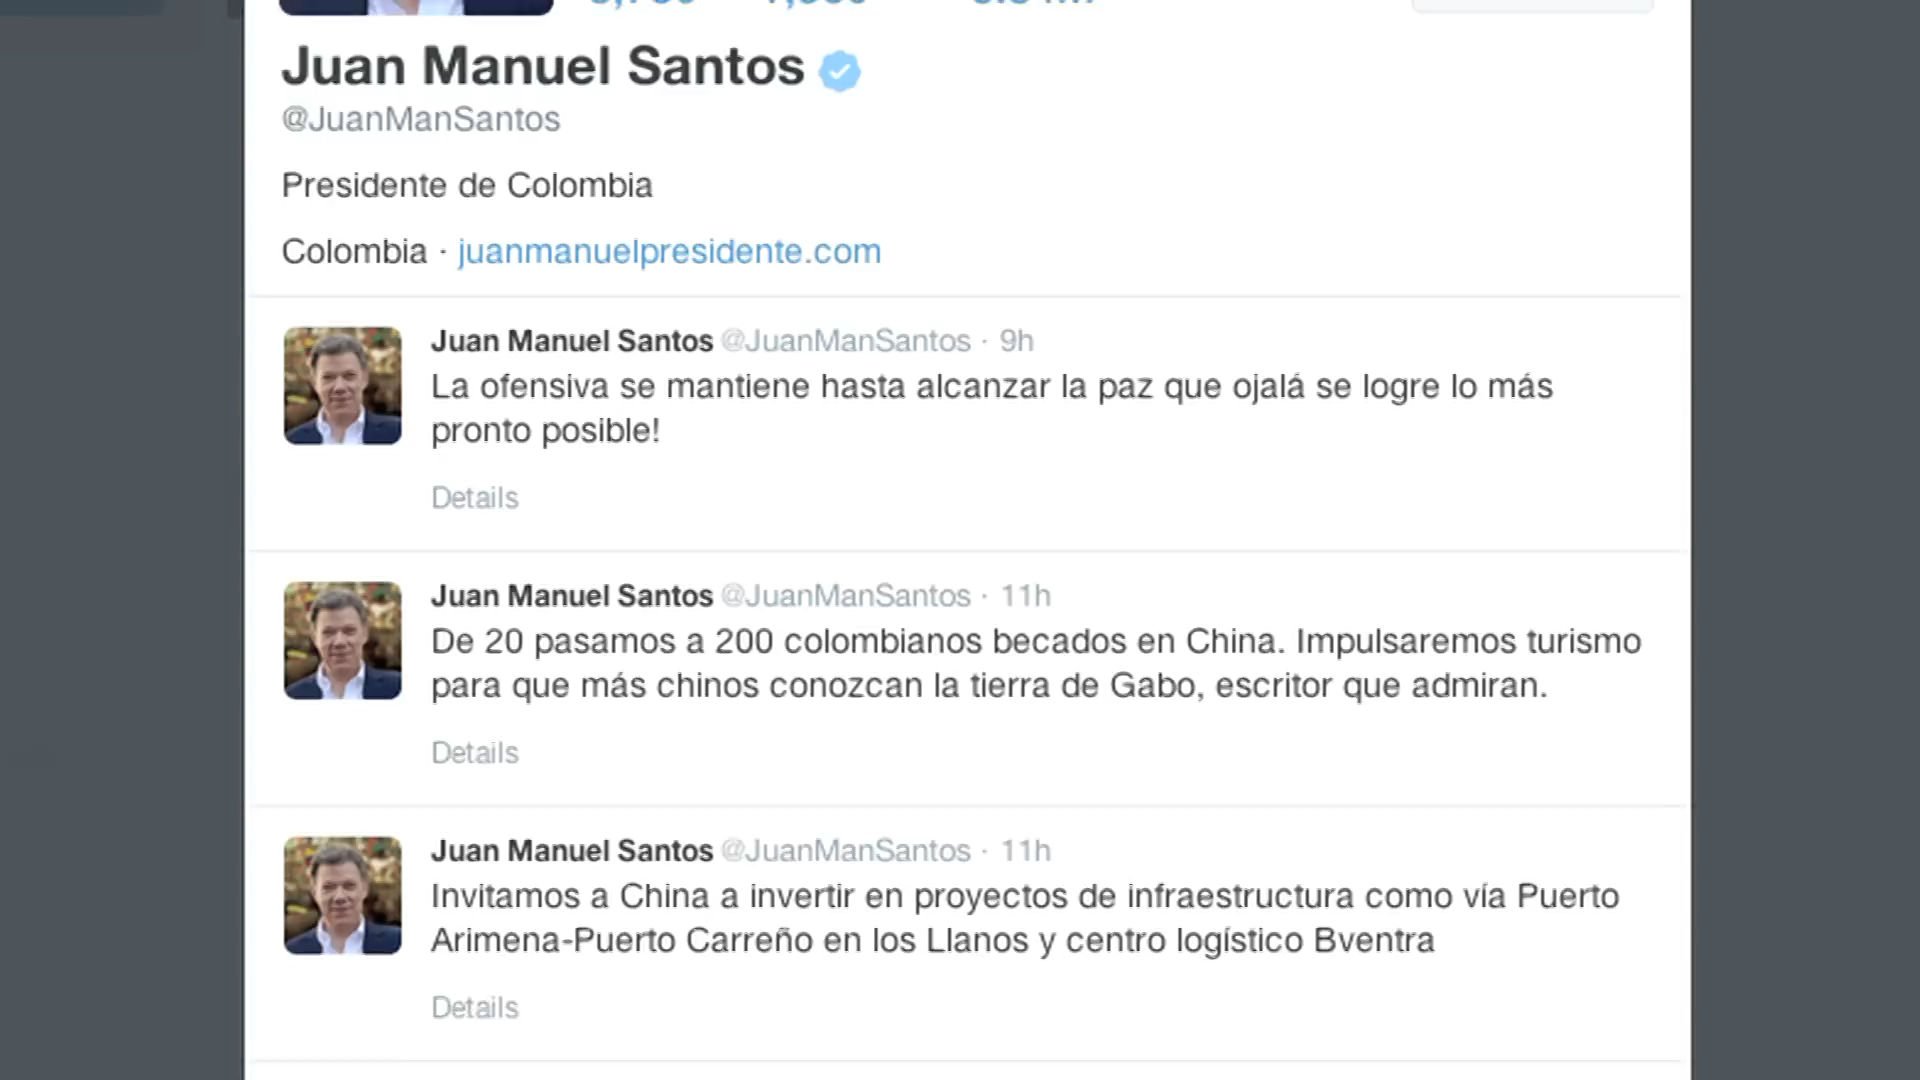 Juan Manuel Santos
@JuanManSantos
Presidente de Colombia
Colombia · juanmanuelpresidente.com
Juan Manuel Santos @JuanManSantos · 9h
La ofensiva se mantiene hasta alcanzar la paz que ojalá se logre lo más
pronto posible!
Details
Juan Manuel Santos @JuanManSantos · 11h
De 20 pasamos a 200 colombianos becados en China. Impulsaremos turismo
para que más chinos conozcan la tierra de Gabo, escritor que admiran.
Details
Juan Manuel Santos @JuanManSantos · 11h
Invitamos a China a invertir en proyectos de infraestructura como vía Puerto
Arimena-Puerto Carreño en los Llanos y centro logístico Bventra
Details